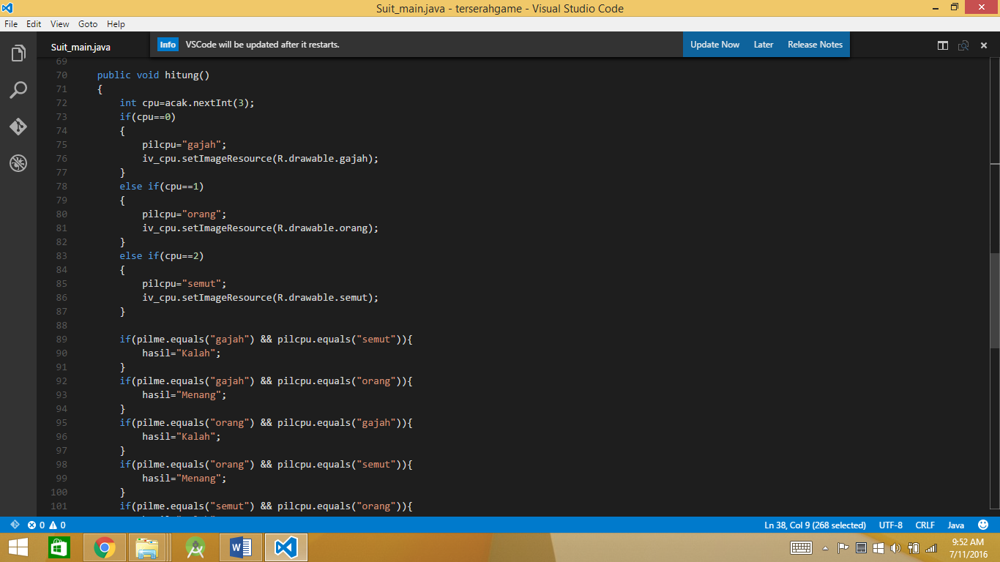 Suit_main.java - terserahgame - Visual Studio Code
File Edit View Goto Help
Suit_main.java
Info VSCode will be updated after it restarts. Update Now Later Release Notes
69
70 public void hitung()
71 {
72 int cpu=acak.nextInt(3);
73 if(cpu==0)
74 {
75 pilcpu="gajah";
76 iv_cpu.setImageResource(R.drawable.gajah);
77 }
78 else if(cpu==1)
79 {
80 pilcpu="orang";
81 iv_cpu.setImageResource(R.drawable.orang);
82 }
83 else if(cpu==2)
84 {
85 pilcpu="semut";
86 iv_cpu.setImageResource(R.drawable.semut);
87 }
88
89 if(pilme.equals("gajah") && pilcpu.equals("semut")){
90 hasil="Kalah";
91 }
92 if(pilme.equals("gajah") && pilcpu.equals("orang")){
93 hasil="Menang";
94 }
95 if(pilme.equals("orang") && pilcpu.equals("gajah")){
96 hasil="Kalah";
97 }
98 if(pilme.equals("orang") && pilcpu.equals("semut")){
99 hasil="Menang";
100 }
101 if(pilme.equals("semut") && pilcpu.equals("orang")){
0 0 Ln 38, Col 9 (268 selected) UTF-8 CRLF Java
9:52 AM
7/11/2016